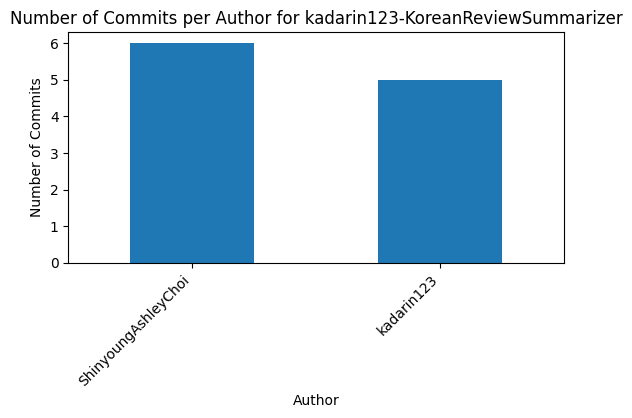 Number of Commits per Author for kadarin123-KoreanReviewSummarizer
Number of Commits
6
5
4
3
2
1
0
ShinyoungAshleyChoi
kadarin123
Author